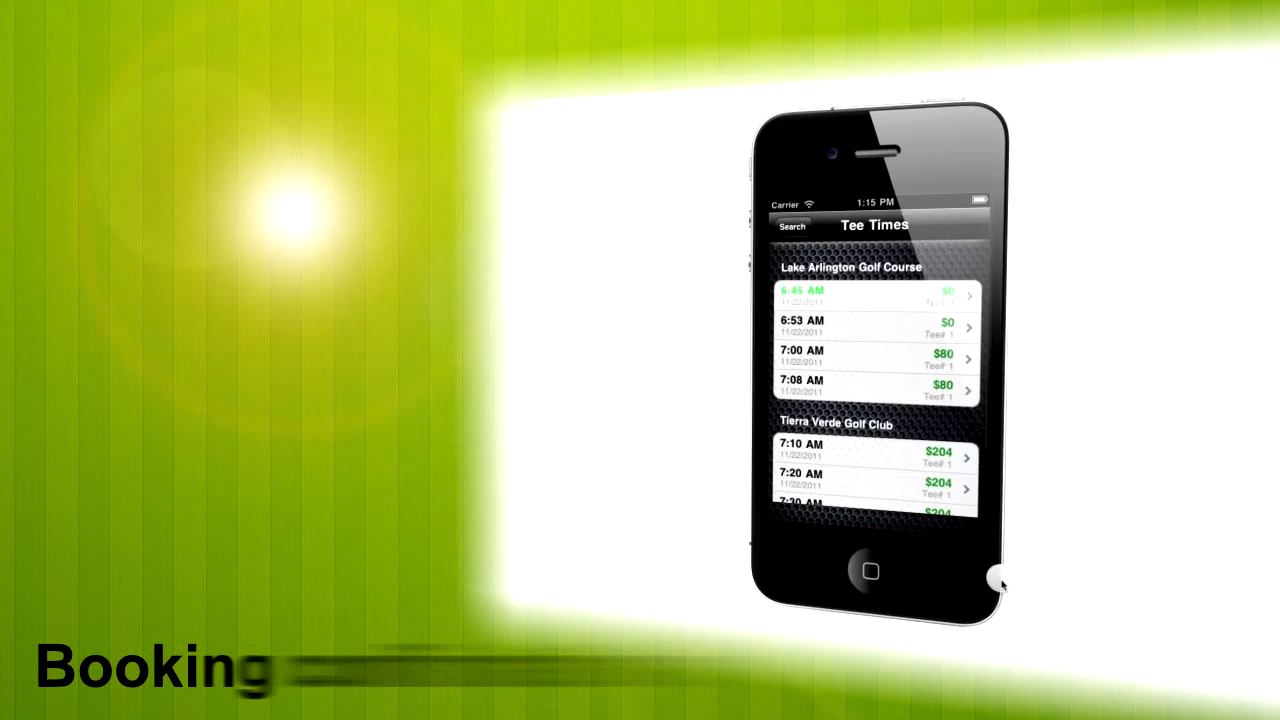 Carrier 1:15 PM
Search Tee Times
Lake Arlington Golf Course
6:45 AM $0
11/22/2011 Tee# 1
6:53 AM $0
11/22/2011 Tee# 1
7:00 AM $80
11/22/2011 Tee# 1
7:08 AM $80
11/22/2011 Tee# 1
Tierra Verde Golf Club
7:10 AM $204
11/22/2011 Tee# 1
7:20 AM $204
11/22/2011 Tee# 1
7:30 AM $204
Booking